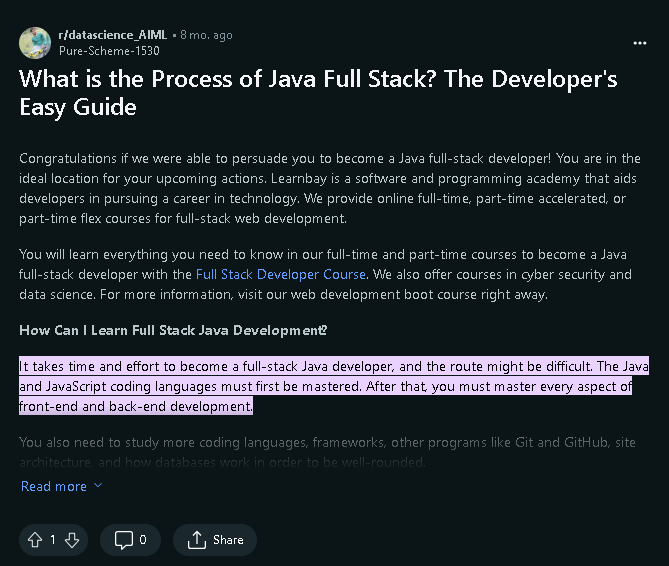 r/datascience_AIML • 8 mo. ago
Pure-Scheme-1530
What is the Process of Java Full Stack? The Developer's
Easy Guide
Congratulations if we were able to persuade you to become a Java full-stack developer! You are in the
ideal location for your upcoming actions. Learnbay is a software and programming academy that aids
developers in pursuing a career in technology. We provide online full-time, part-time accelerated, or
part-time flex courses for full-stack web development.
You will learn everything you need to know in our full-time and part-time courses to become a Java
full-stack developer with the Full Stack Developer Course. We also offer courses in cyber security and
data science. For more information, visit our web development boot course right away.
How Can I Learn Full Stack Java Development?
It takes time and effort to become a full-stack Java developer, and the route might be difficult. The Java
and JavaScript coding languages must first be mastered. After that, you must master every aspect of
front-end and back-end development.
You also need to study more coding languages, frameworks, other programs like Git and GitHub, site
architecture, and how databases work in order to be well-rounded.
Read more
1
0
Share